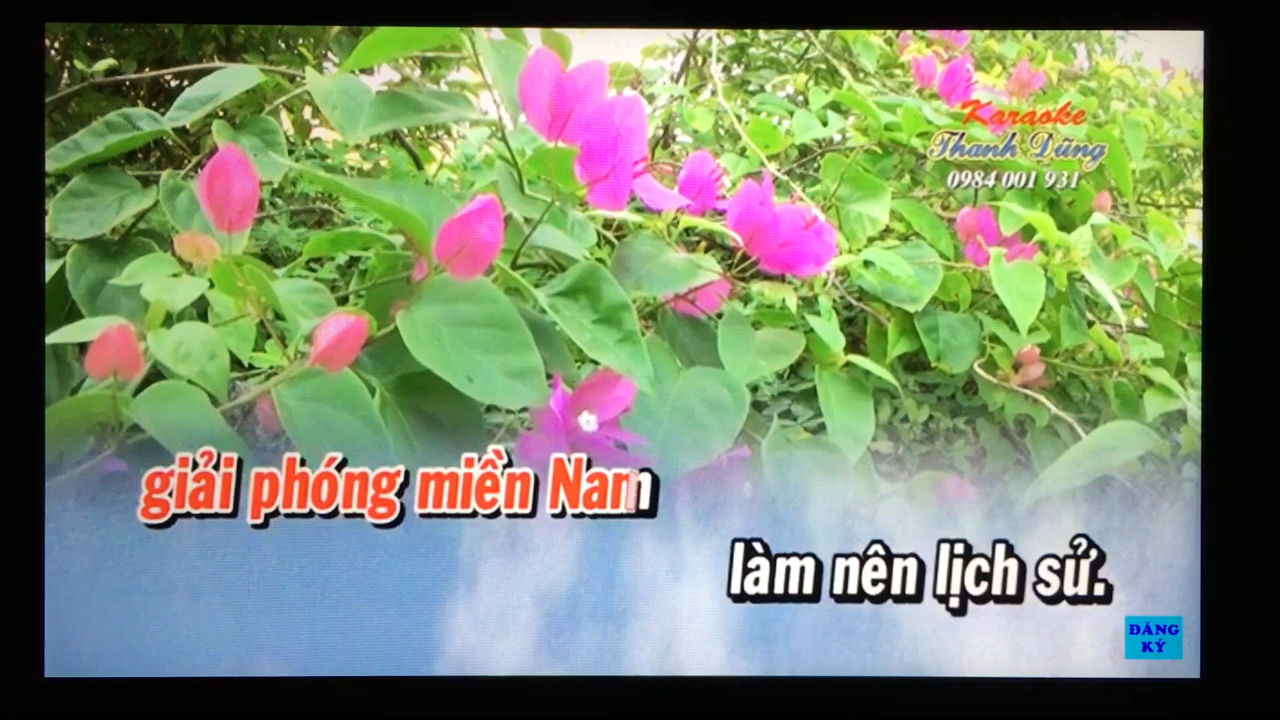 Karaoke
Thanh Dũng
0984 001 931
giải phóng miền Nam
làm nên lịch sử.
ĐĂNG
KÝ